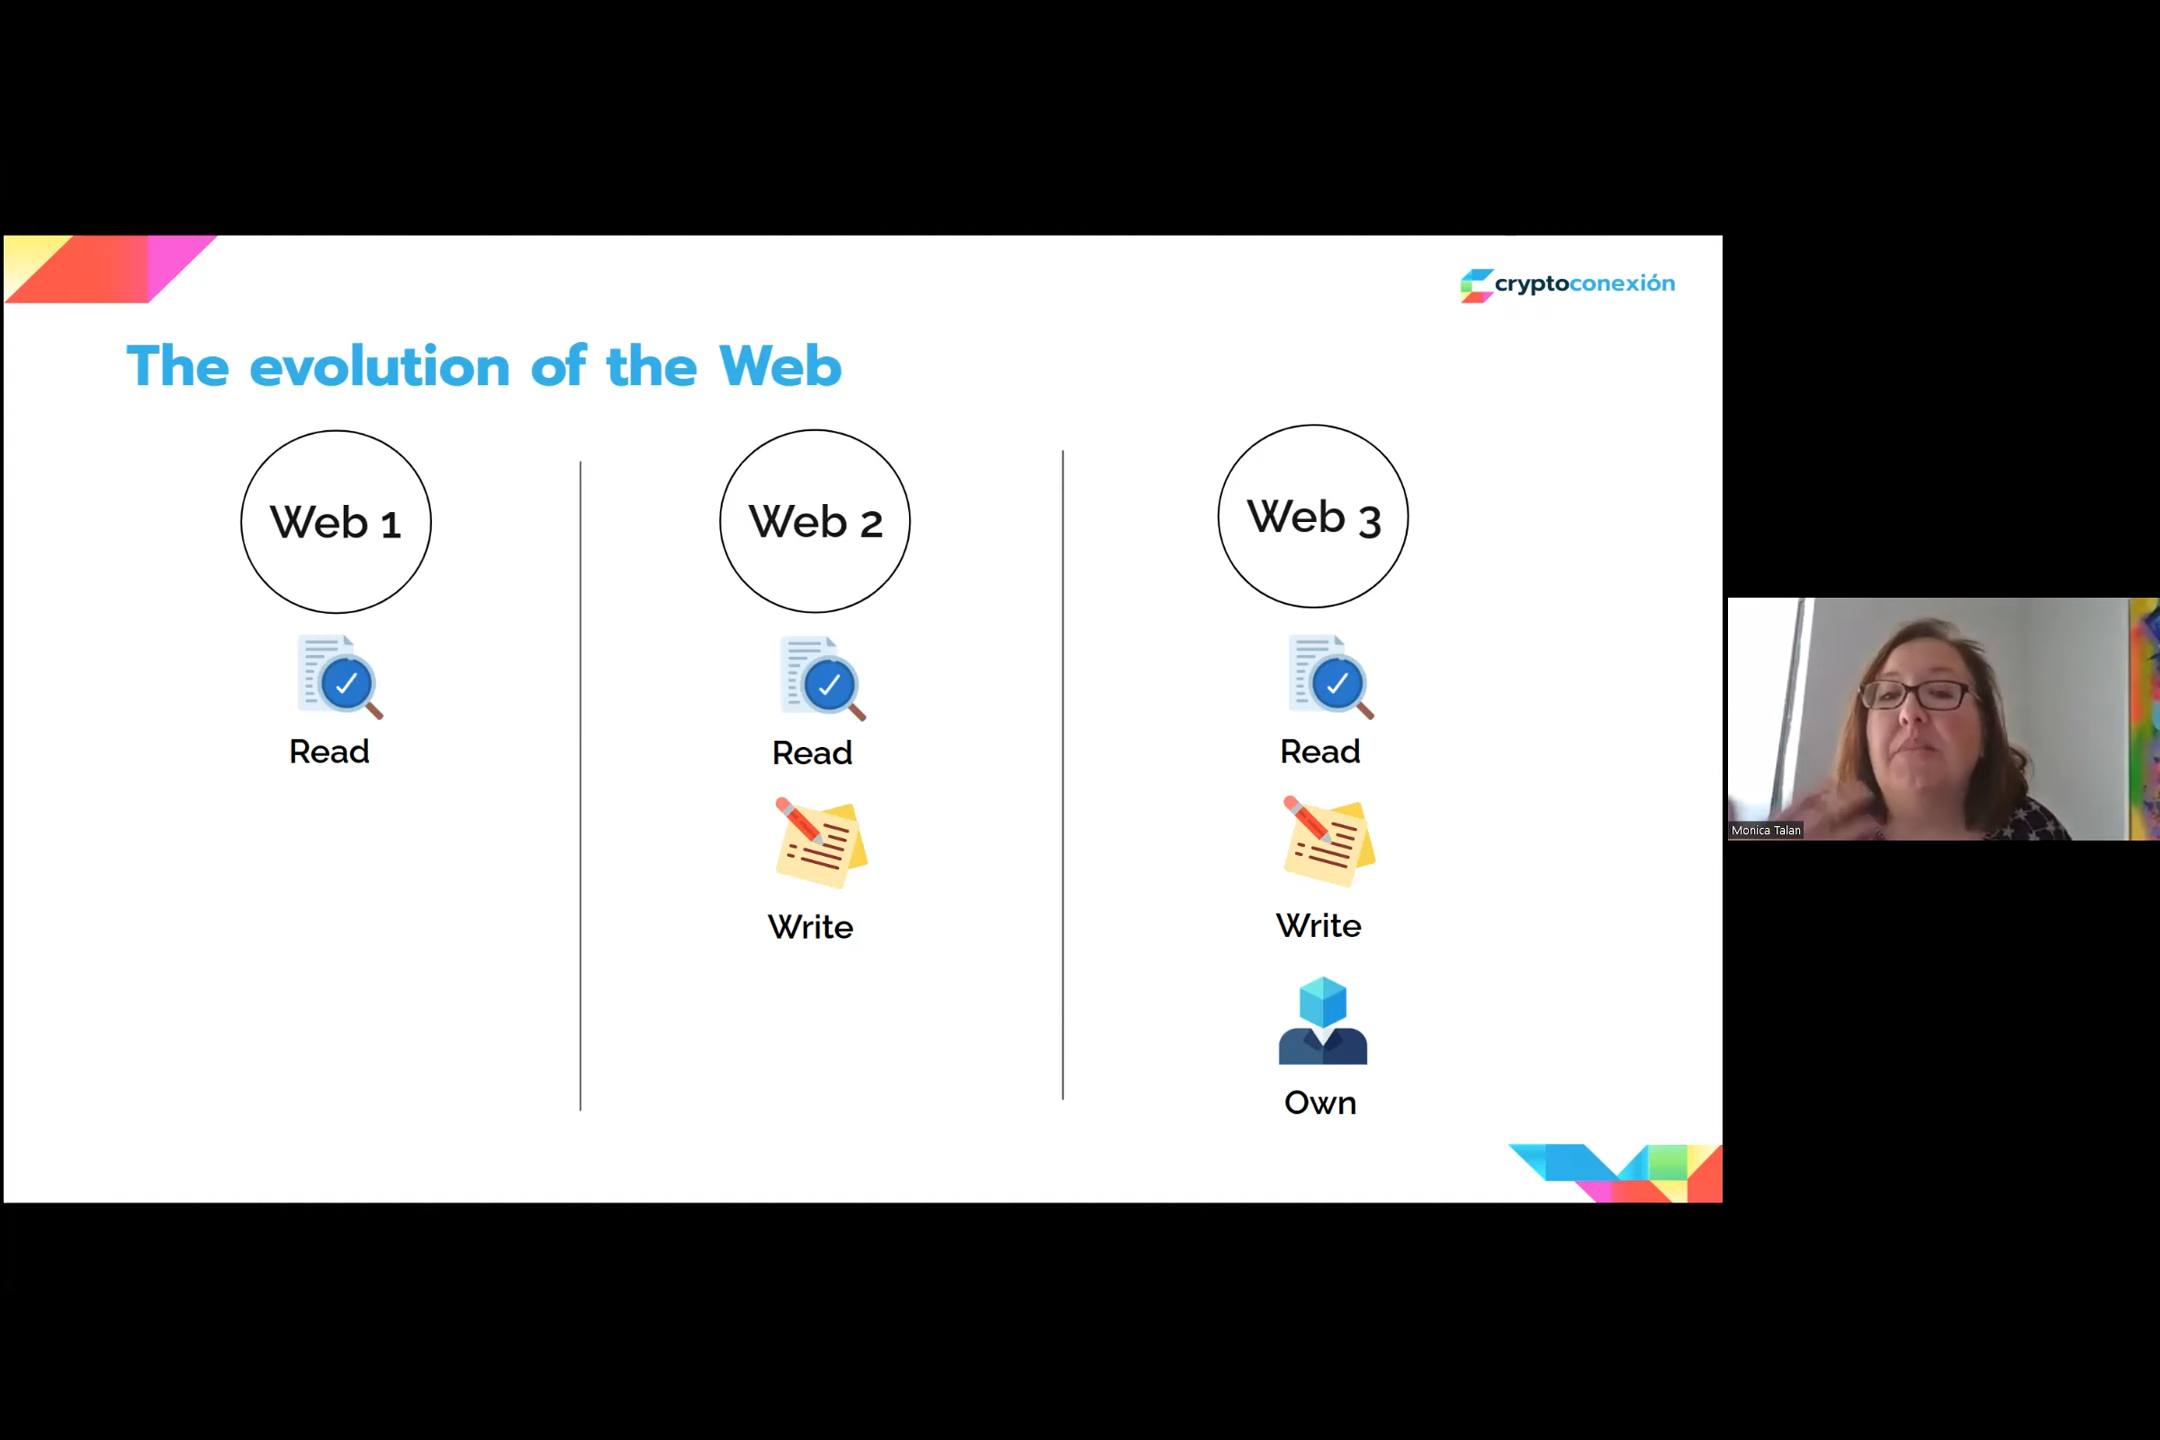 cryptoconexión
The evolution of the Web
Web 1
Web 2
Web 3
Read
Read
Read
Write
Write
Own
Monica Talan